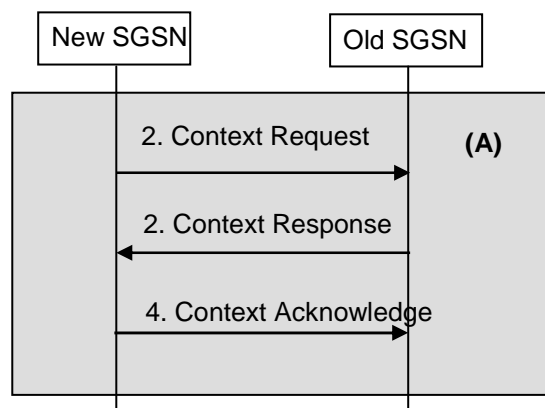 New SGSN
Old SGSN
2. Context Request
(A)
2. Context Response
4. Context Acknowledge